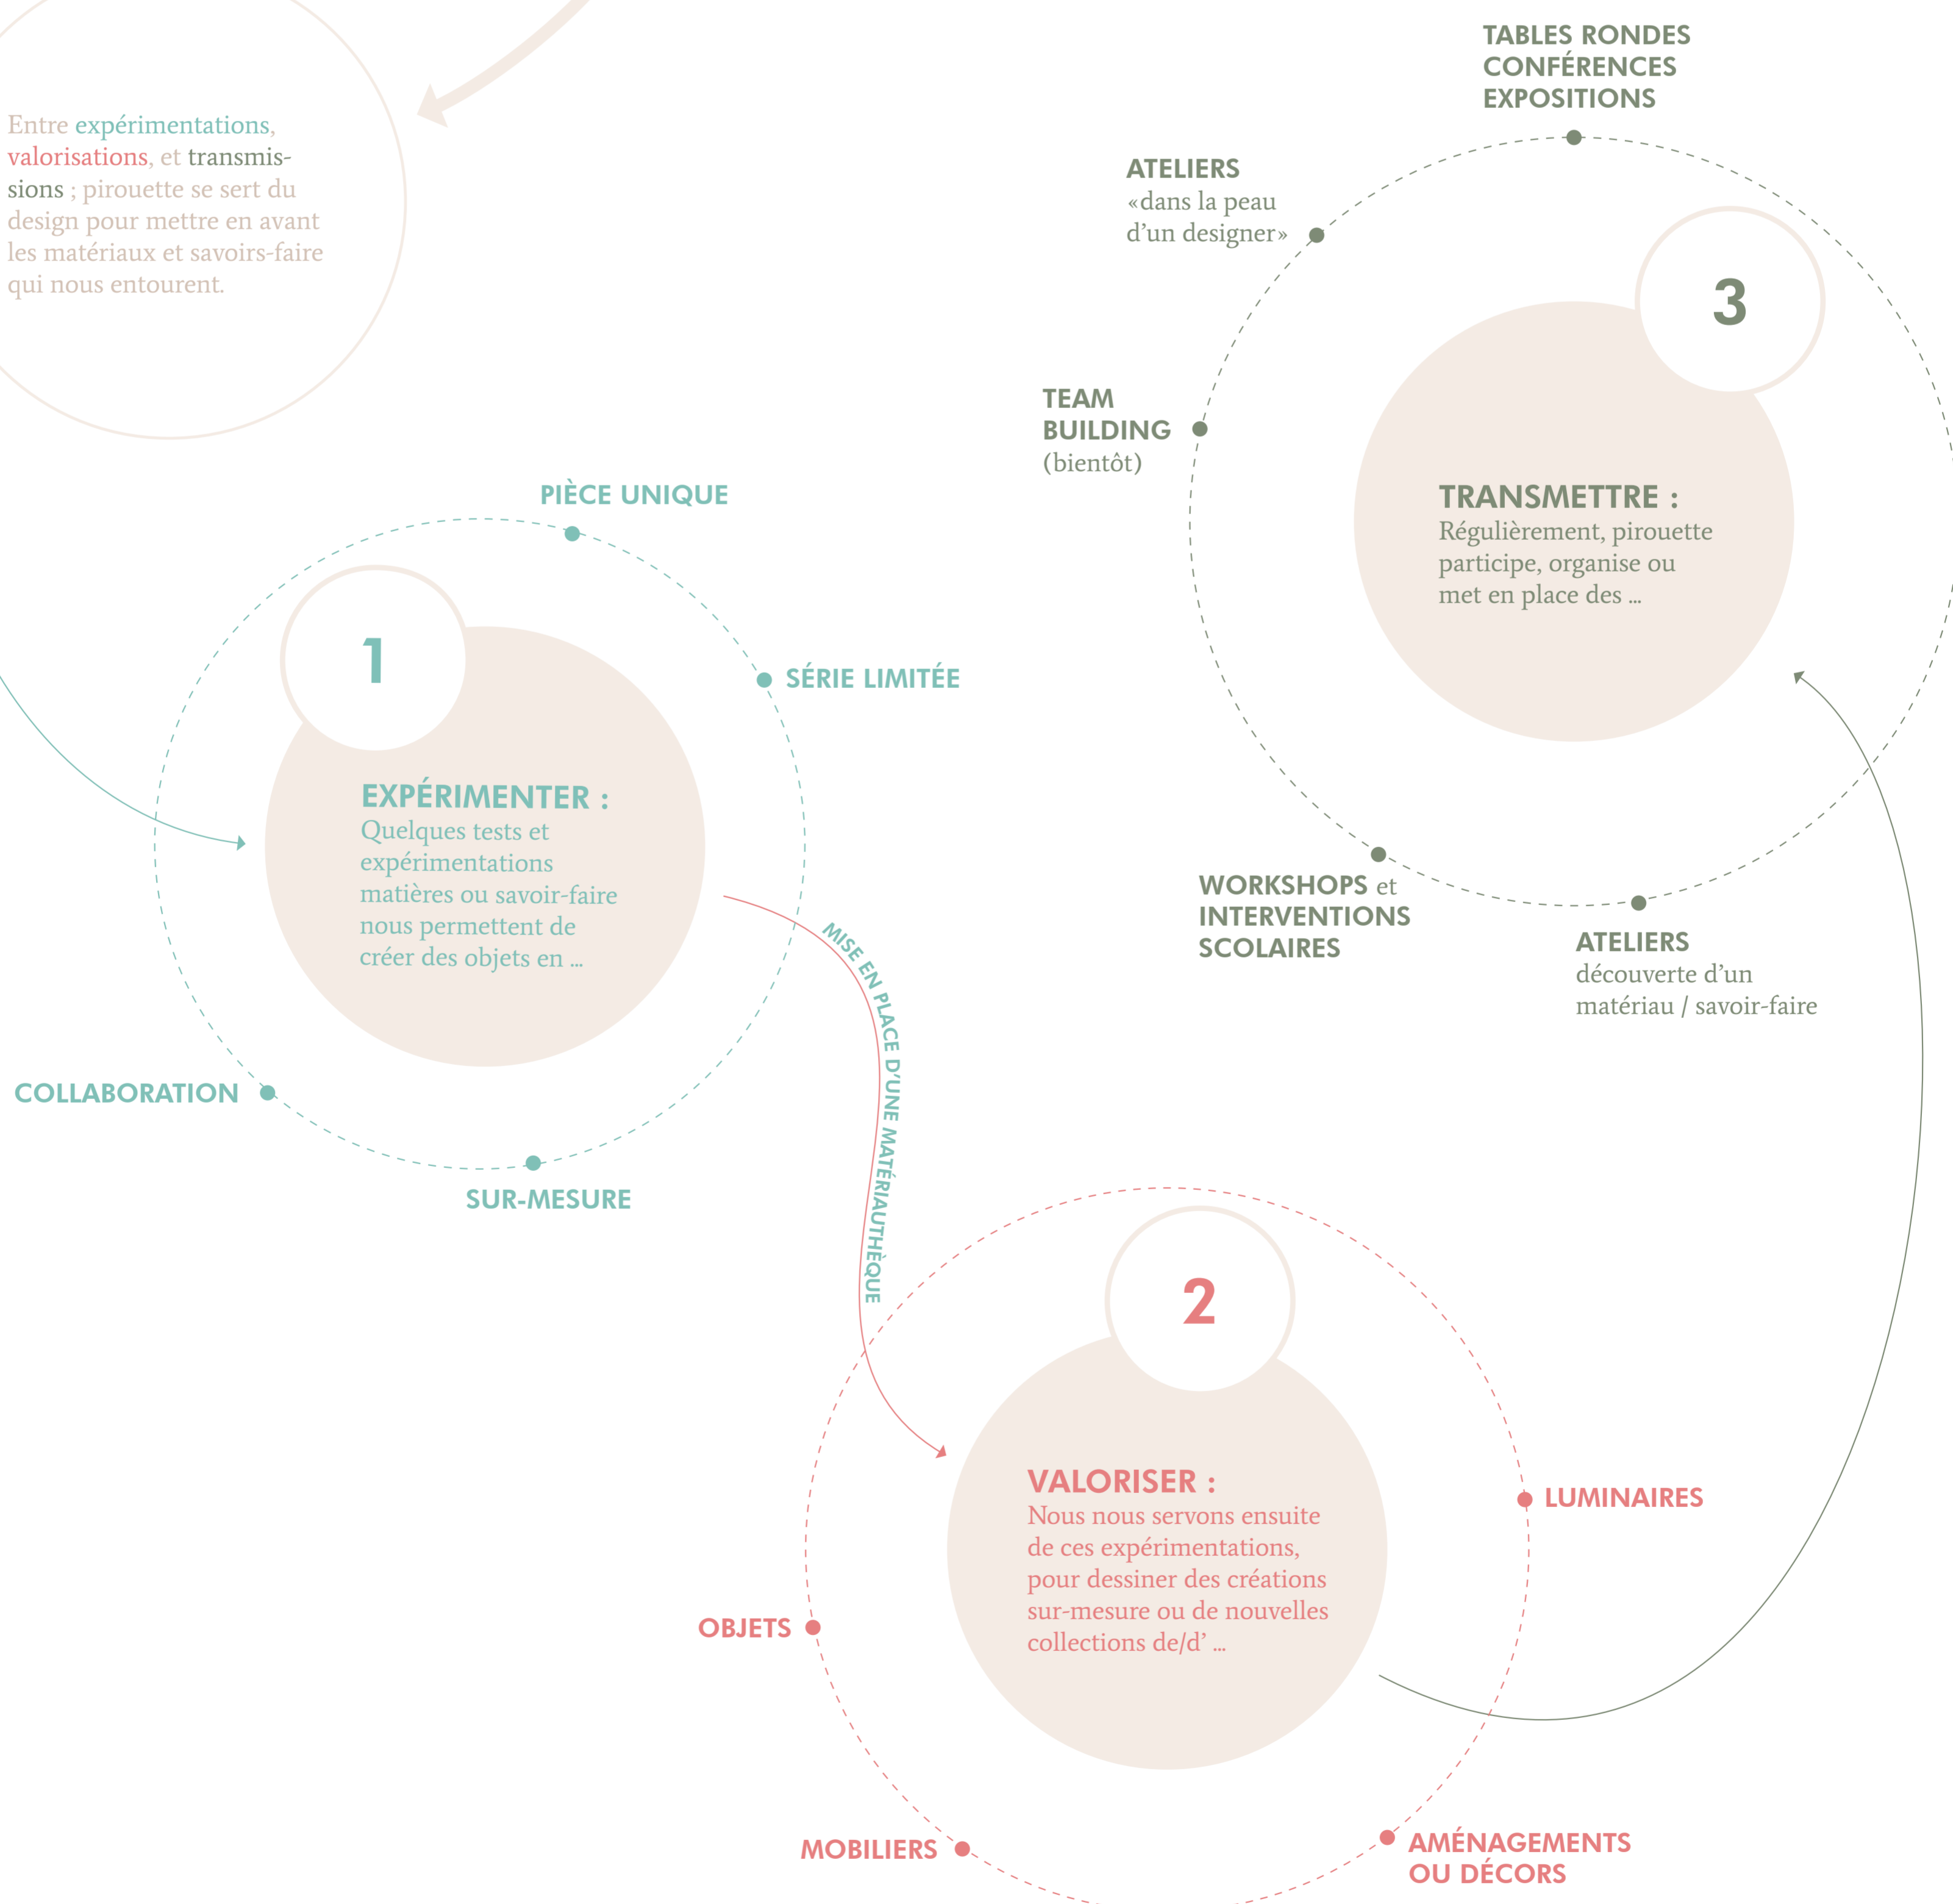 Entre expérimentations,
valorisations, et transmis-
sions ; pirouette se sert du
design pour mettre en avant
les matériaux et savoirs-faire
qui nous entourent.
1
EXPÉRIMENTER :
Quelques tests et
expérimentations
matières ou savoir-faire
nous permettent de
créer des objets en ...
PIÈCE UNIQUE
SÉRIE LIMITÉE
SUR-MESURE
COLLABORATION
MISE EN PLACE D'UNE MATÉRIAUTHÈQUE
2
VALORISER :
Nous nous servons ensuite
de ces expérimentations,
pour dessiner des créations
sur-mesure ou de nouvelles
collections de/d’ ...
LUMINAIRES
AMÉNAGEMENTS
OU DÉCORS
MOBILIERS
OBJETS
3
TRANSMETTRE :
Régulièrement, pirouette
participe, organise ou
met en place des ...
TABLES RONDES
CONFÉRENCES
EXPOSITIONS
ATELIERS
«dans la peau
d’un designer»
TEAM
BUILDING
(bientôt)
WORKSHOPS et
INTERVENTIONS
SCOLAIRES
ATELIERS
découverte d’un
matériau / savoir-faire